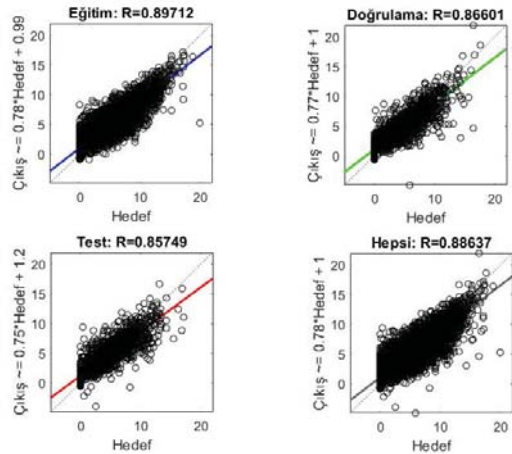 Eğitim: R=0.89712
Çıkış ~= 0.78*Hedef + 0.99
20
15
10
5
0
0 10 20
Hedef
Doğrulama: R=0.86601
Çıkış ~= 0.77*Hedef + 1
20
15
10
5
0
0 10 20
Hedef
Test: R=0.85749
Çıkış ~= 0.75*Hedef + 1.2
20
15
10
5
0
0 10 20
Hedef
Hepsi: R=0.88637
Çıkış ~= 0.78*Hedef + 1
20
15
10
5
0
0 10 20
Hedef